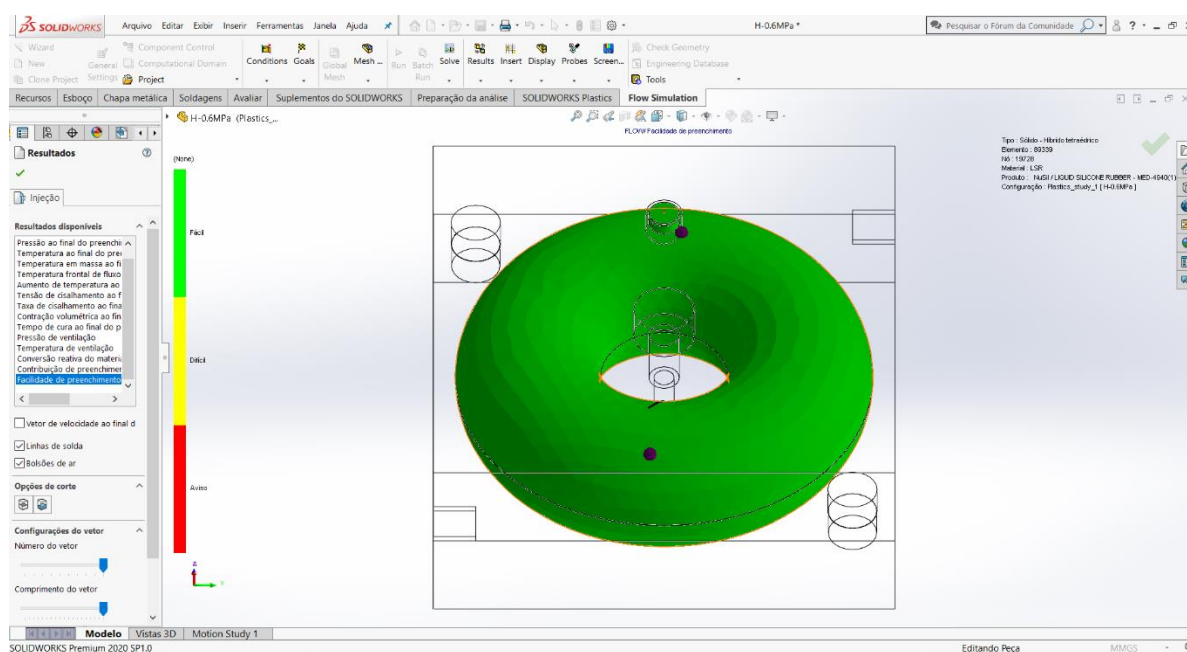 DS SOLIDWORKS Arquivo Editar Exibir Inserir Ferramentas Janela Ajuda H-0.6MPa * Pesquisar o Fórum da Comunidade ?
Wizard
New
Clone Project
General Settings
Component Control
Computational Domain
Project
Conditions Goals Global Mesh Mesh ... Run Batch Run Solve Results Insert Display Probes Screen...
Check Geometry
Engineering Database
Tools
Recursos Esboço Chapa metálica Soldagens Avaliar Suplementos do SOLIDWORKS Preparação da análise SOLIDWORKS Plastics Flow Simulation
H-0.6MPa (Plastics_...
FLOW/Facilidade de preenchimento
Tipo : Sólido - Híbrido tetraédrico
Elemento : 89339
Nó : 19728
Material : LSR
Produto : NuSil / LIQUID SILICONE RUBBER - MED-4940(1)
Configuração : Plastics_study_1 [ H-0.6MPa ]
Resultados
Injeção
Resultados disponíveis
Pressão ao final do preenchi
Temperatura ao final do pre
Temperatura em massa ao fi
Temperatura frontal de fluxo
Aumento de temperatura ao
Tensão de cisalhamento ao f
Taxa de cisalhamento ao fina
Contração volumétrica ao fin
Tempo de cura ao final do p
Pressão de ventilação
Temperatura de ventilação
Conversão reativa do materi
Contribuição de preenchimer
Facilidade de preenchimento
Vetor de velocidade ao final d
Linhas de solda
Bolsões de ar
Opções de corte
Configurações do vetor
Número do vetor
Comprimento do vetor
(None)
Fácil
Difícil
Aviso
z
x
Modelo Vistas 3D Motion Study 1
SOLIDWORKS Premium 2020 SP1.0 Editando Peça MMGS